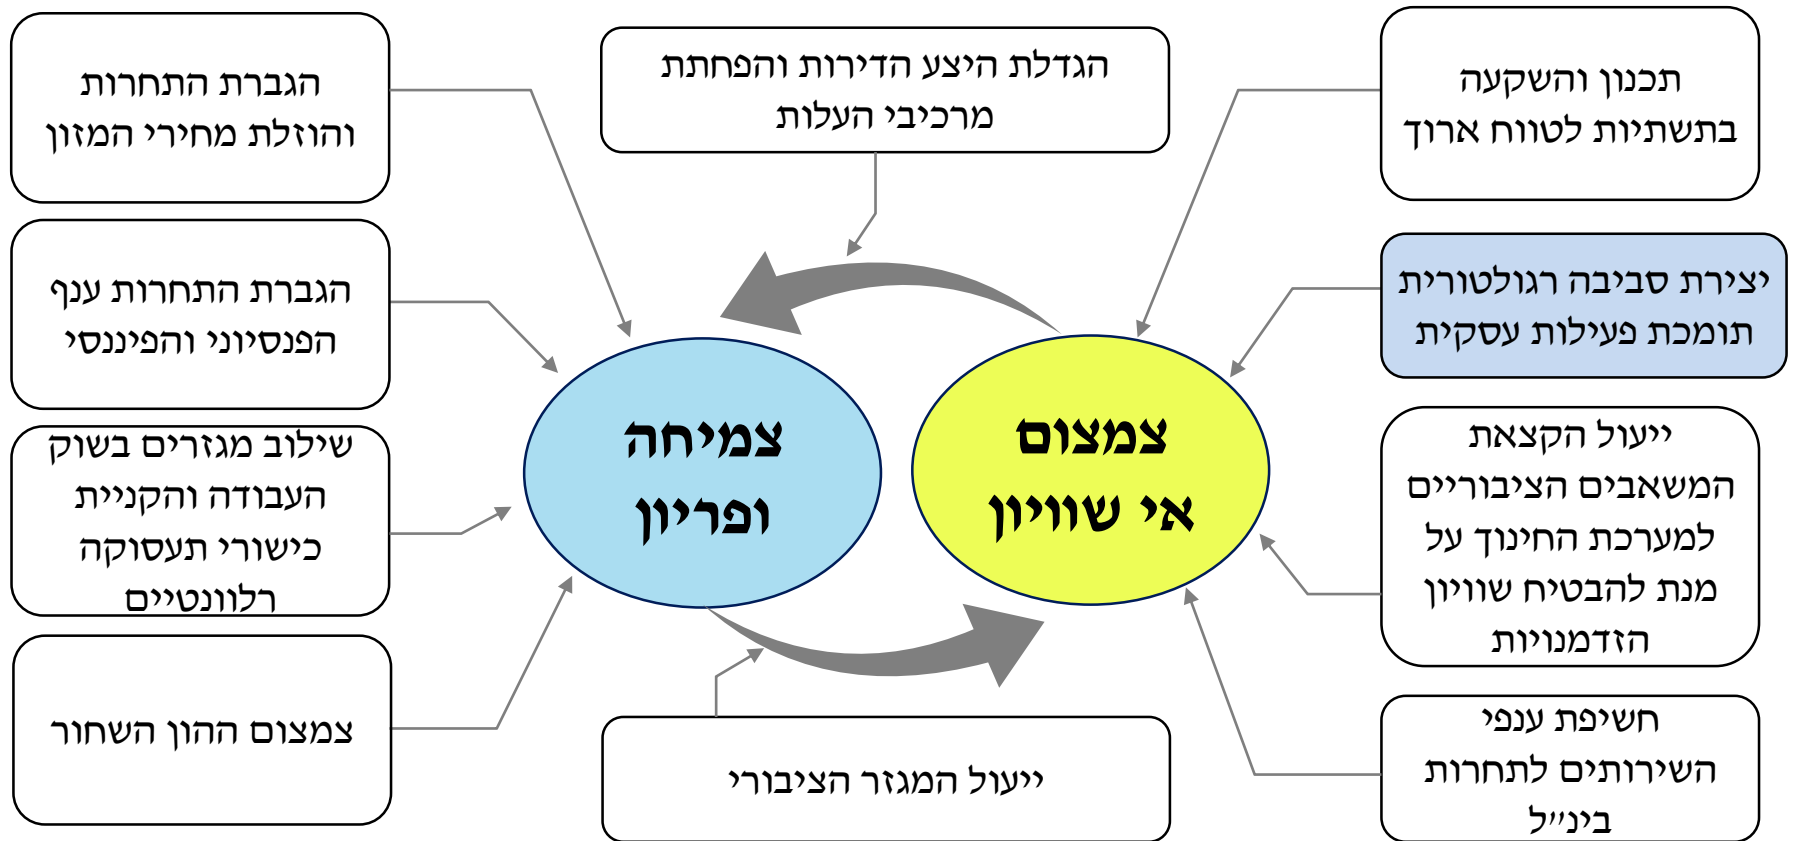 תכנון והשקעה
בתשתיות לטווח ארוך
הגדלת היצע הדירות והפחתת
מרכיבי העלות
הגברת התחרות
והוזלת מחירי המזון
יצירת סביבה רגולטורית
תומכת פעילות עסקית
הגברת התחרות ענף
הפנסיוני והפיננסי
צמצום
אי שוויון
צמיחה
ופריון
ייעול הקצאת
המשאבים הציבוריים
למערכת החינוך על
מנת להבטיח שוויון
הזדמנויות
שילוב מגזרים בשוק
העבודה והקניית
כישורי תעסוקה
רלוונטיים
חשיפת ענפי
השירותים לתחרות
בינ״ל
ייעול המגזר הציבורי
צמצום ההון השחור